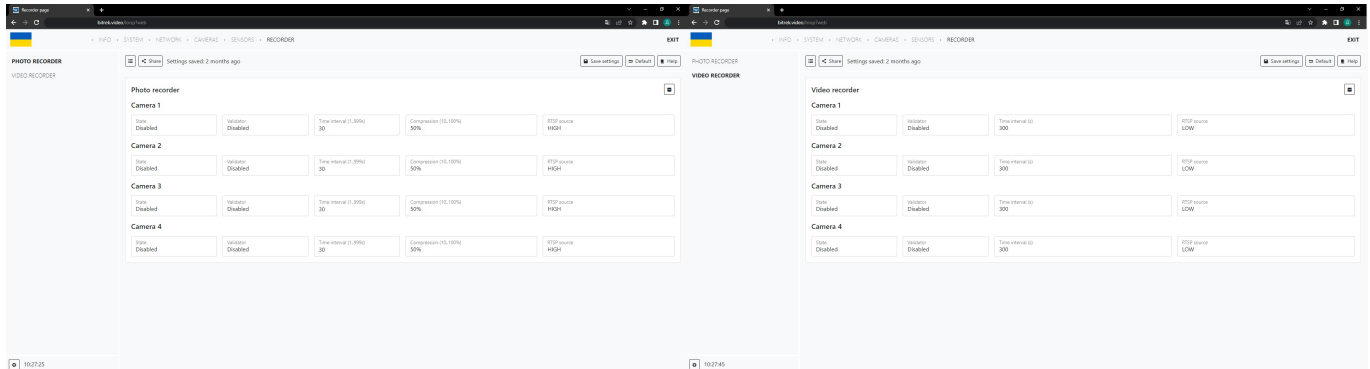 Recorder page
bitrek.video/loop?web
INFO SYSTEM NETWORK CAMERAS SENSORS RECORDER EXIT
PHOTO RECORDER
VIDEO RECORDER
Share Settings saved: 2 months ago Save settings Default Help
Photo recorder
Camera 1
State Validator Time interval (1..999s) Compression (10..100%) RTSP source
Disabled Disabled 30 50% HIGH
Camera 2
State Validator Time interval (1..999s) Compression (10..100%) RTSP source
Disabled Disabled 30 50% HIGH
Camera 3
State Validator Time interval (1..999s) Compression (10..100%) RTSP source
Disabled Disabled 30 50% HIGH
Camera 4
State Validator Time interval (1..999s) Compression (10..100%) RTSP source
Disabled Disabled 30 50% HIGH
10:27:25
Recorder page
bitrek.video/loop?web
INFO SYSTEM NETWORK CAMERAS SENSORS RECORDER EXIT
PHOTO RECORDER
VIDEO RECORDER
Share Settings saved: 2 months ago Save settings Default Help
Video recorder
Camera 1
State Validator Time interval (s) RTSP source
Disabled Disabled 300 LOW
Camera 2
State Validator Time interval (s) RTSP source
Disabled Disabled 300 LOW
Camera 3
State Validator Time interval (s) RTSP source
Disabled Disabled 300 LOW
Camera 4
State Validator Time interval (s) RTSP source
Disabled Disabled 300 LOW
10:27:45